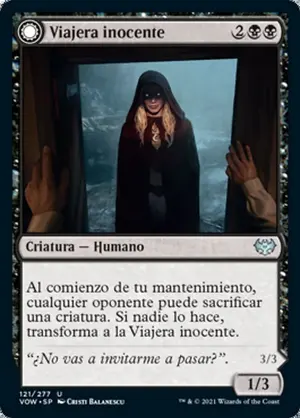 Viajera inocente 2
Criatura — Humano
Al comienzo de tu mantenimiento,
cualquier oponente puede sacrificar
una criatura. Si nadie lo hace,
transforma a la Viajera inocente.
“¿No vas a invitarme a pasar?”.
3/3
121/277 U
VOW • SP CRISTI BALANESCU
1/3
™ & © 2021 Wizards of the Coast